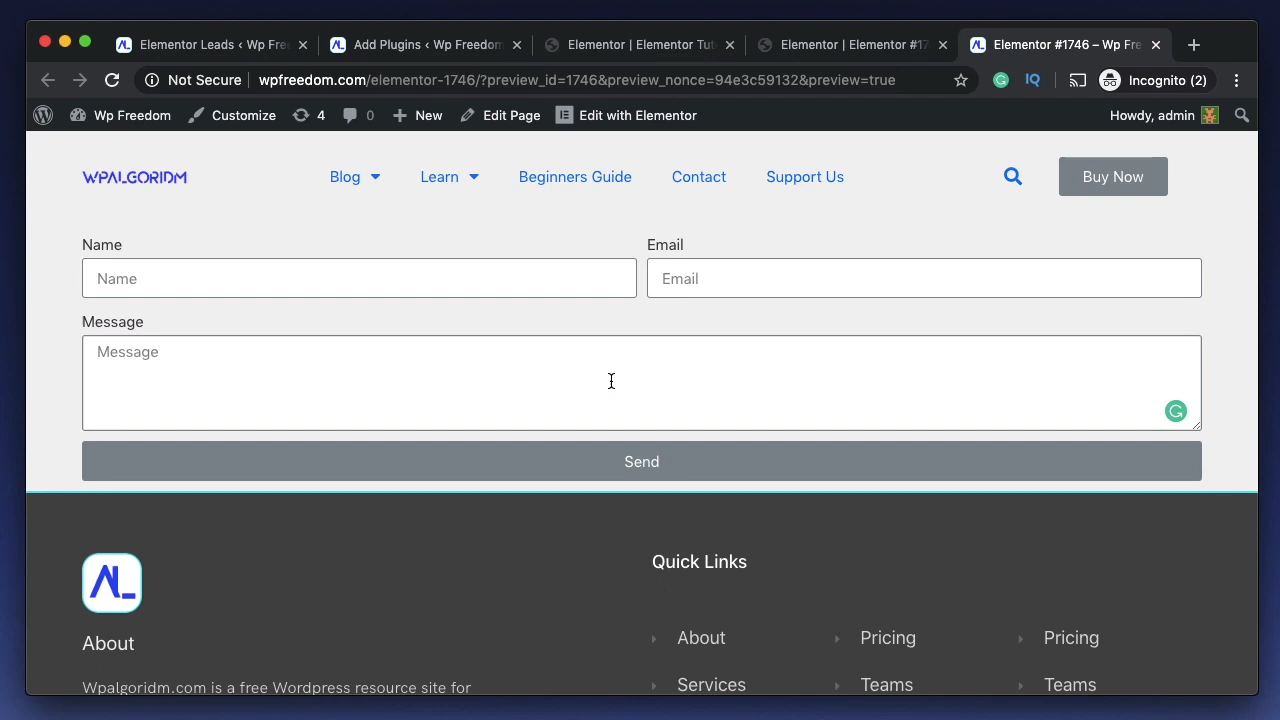 Elementor Leads ‹ Wp Fre
Add Plugins ‹ Wp Freedom
Elementor | Elementor Tut
Elementor | Elementor #17
Elementor #1746 – Wp Fre
Not Secure
wpfreedom.com/elementor-1746/?preview_id=1746&preview_nonce=94e3c59132&preview=true
IQ
Incognito (2)
Wp Freedom
Customize
4
0
New
Edit Page
Edit with Elementor
Howdy, admin
WPALGORIDM
Blog
Learn
Beginners Guide
Contact
Support Us
Buy Now
Name
Email
Name
Email
Message
Message
Send
Quick Links
About
Pricing
Pricing
About
Services
Teams
Teams
Wpalgoridm.com is a free Wordpress resource site for